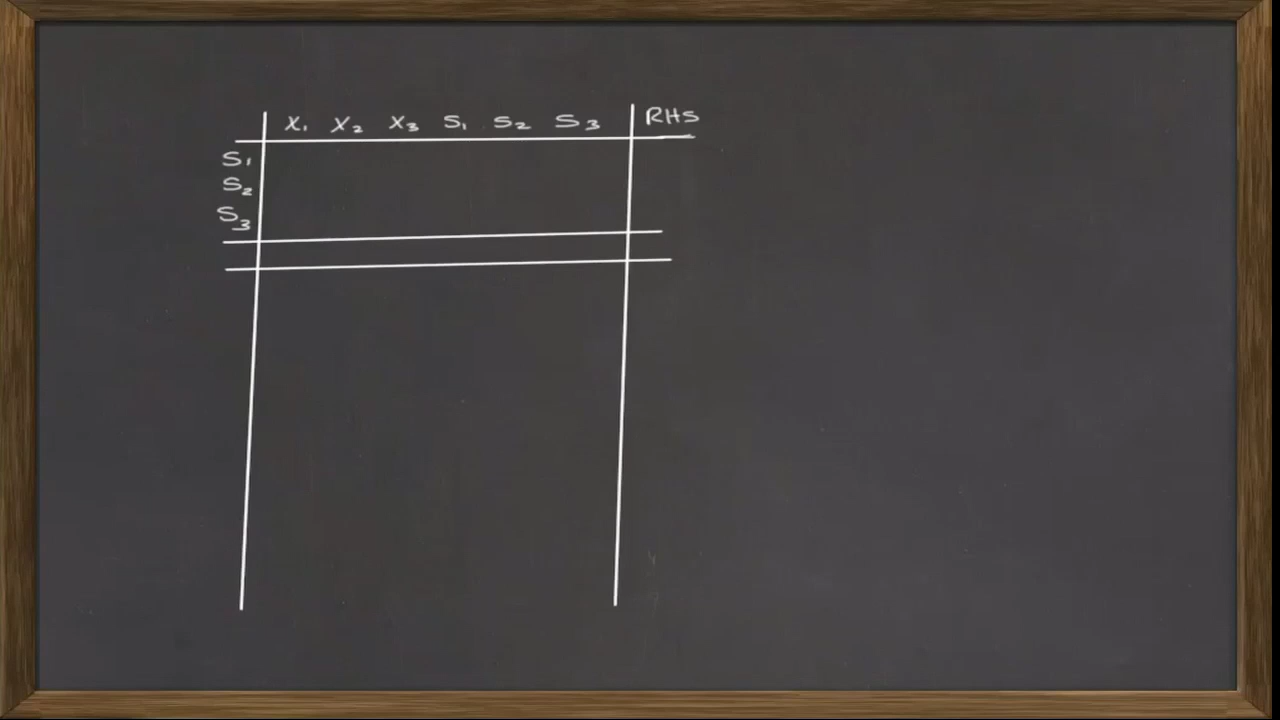 X₁ X₂ X₃ S₁ S₂ S₃ RHS
S₁
S₂
S₃